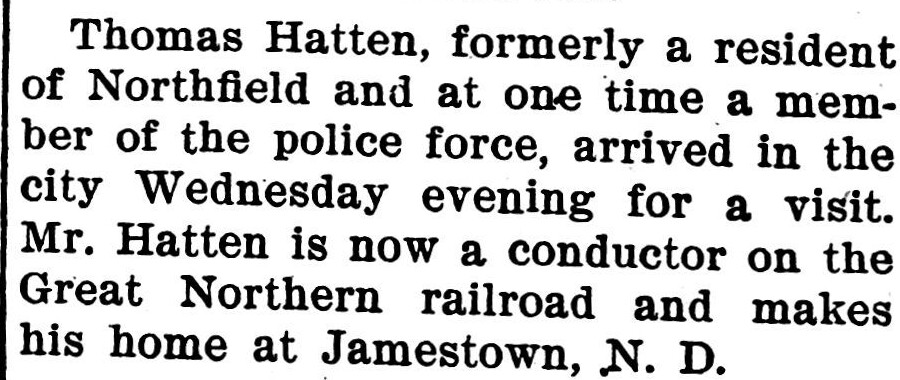 Thomas Hatten, formerly a resident
of Northfield and at one time a mem-
ber of the police force, arrived in the
city Wednesday evening for a visit.
Mr. Hatten is now a conductor on the
Great Northern railroad and makes
his home at Jamestown, N. D.